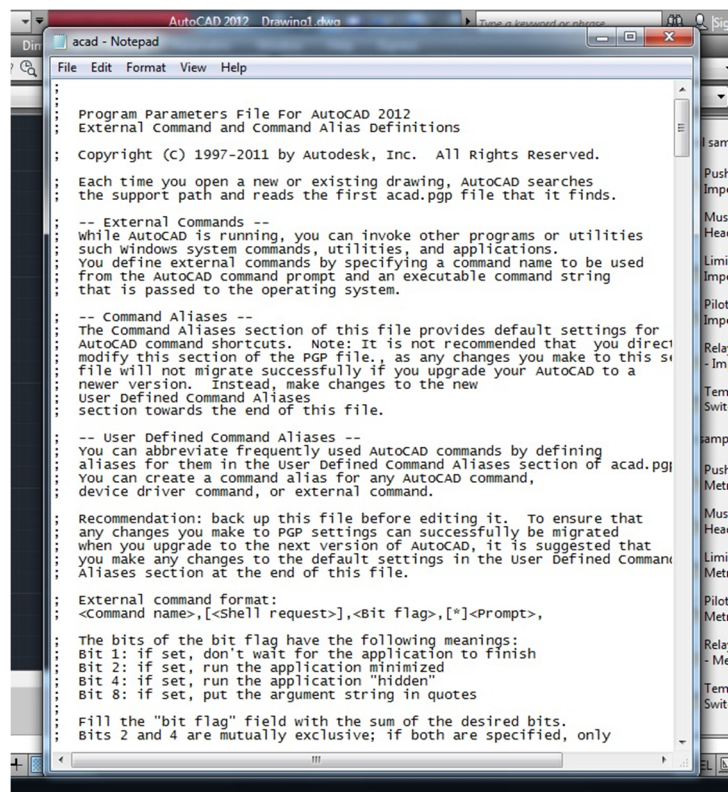 AutoCAD 2012 Drawing1.dwg
Type a keyword or phrase
acad - Notepad
File Edit Format View Help
;
;
; Program Parameters File For AutoCAD 2012
; External Command and Command Alias Definitions
;
; Copyright (C) 1997-2011 by Autodesk, Inc.  All Rights Reserved.
;
; Each time you open a new or existing drawing, AutoCAD searches
; the support path and reads the first acad.pgp file that it finds.
;
; -- External Commands --
; While AutoCAD is running, you can invoke other programs or utilities
; such Windows system commands, utilities, and applications.
; You define external commands by specifying a command name to be used
; from the AutoCAD command prompt and an executable command string
; that is passed to the operating system.
;
; -- Command Aliases --
; The Command Aliases section of this file provides default settings for
; AutoCAD command shortcuts.  Note: It is not recommended that  you direct
; modify this section of the PGP file., as any changes you make to this se
; file will not migrate successfully if you upgrade your AutoCAD to a
; newer version.  Instead, make changes to the new
; User Defined Command Aliases
; section towards the end of this file.
;
; -- User Defined Command Aliases --
; You can abbreviate frequently used AutoCAD commands by defining
; aliases for them in the User Defined Command Aliases section of acad.pgp
; You can create a command alias for any AutoCAD command,
; device driver command, or external command.
;
; Recommendation: back up this file before editing it.  To ensure that
; any changes you make to PGP settings can successfully be migrated
; when you upgrade to the next version of AutoCAD, it is suggested that
; you make any changes to the default settings in the User Defined Command
; Aliases section at the end of this file.
;
; External command format:
; <Command name>,[<Shell request>],<Bit flag>,[*]<Prompt>,
;
; The bits of the bit flag have the following meanings:
; Bit 1: if set, don't wait for the application to finish
; Bit 2: if set, run the application minimized
; Bit 4: if set, run the application "hidden"
; Bit 8: if set, put the argument string in quotes
;
; Fill the "bit flag" field with the sum of the desired bits.
; Bits 2 and 4 are mutually exclusive; if both are specified, only